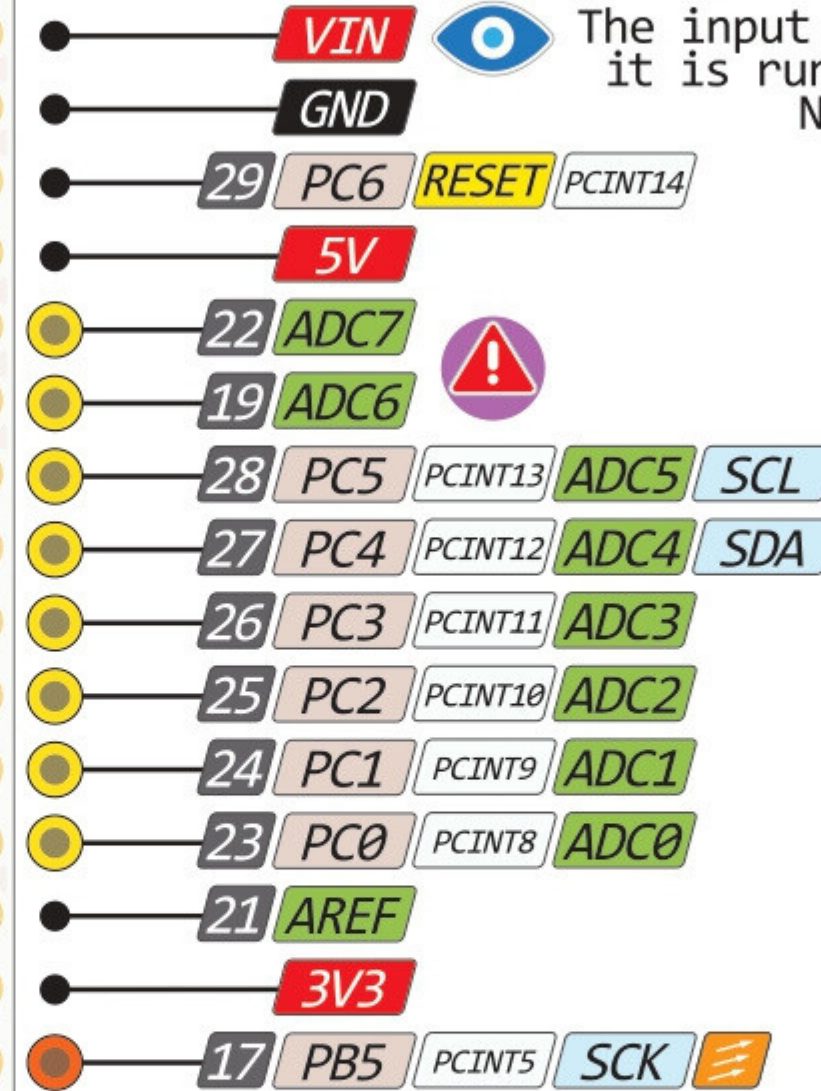 VIN The input
it is run
GND N
29 PC6 RESET PCINT14
5V
22 ADC7
19 ADC6
28 PC5 PCINT13 ADC5 SCL
27 PC4 PCINT12 ADC4 SDA
26 PC3 PCINT11 ADC3
25 PC2 PCINT10 ADC2
24 PC1 PCINT9 ADC1
23 PC0 PCINT8 ADC0
21 AREF
3V3
17 PB5 PCINT5 SCK